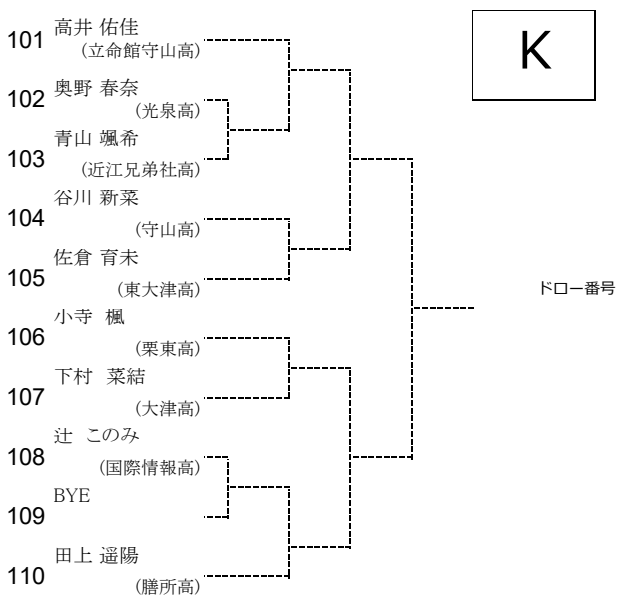 K
101 高井 佑佳
(立命館守山高)
102 奥野 春奈
(光泉高)
103 青山 颯希
(近江兄弟社高)
104 谷川 新菜
(守山高)
105 佐倉 育未
(東大津高)
106 小寺 楓
(栗東高)
107 下村 菜結
(大津高)
108 辻 このみ
(国際情報高)
109 BYE
110 田上 遥陽
(膳所高)
ドロー番号